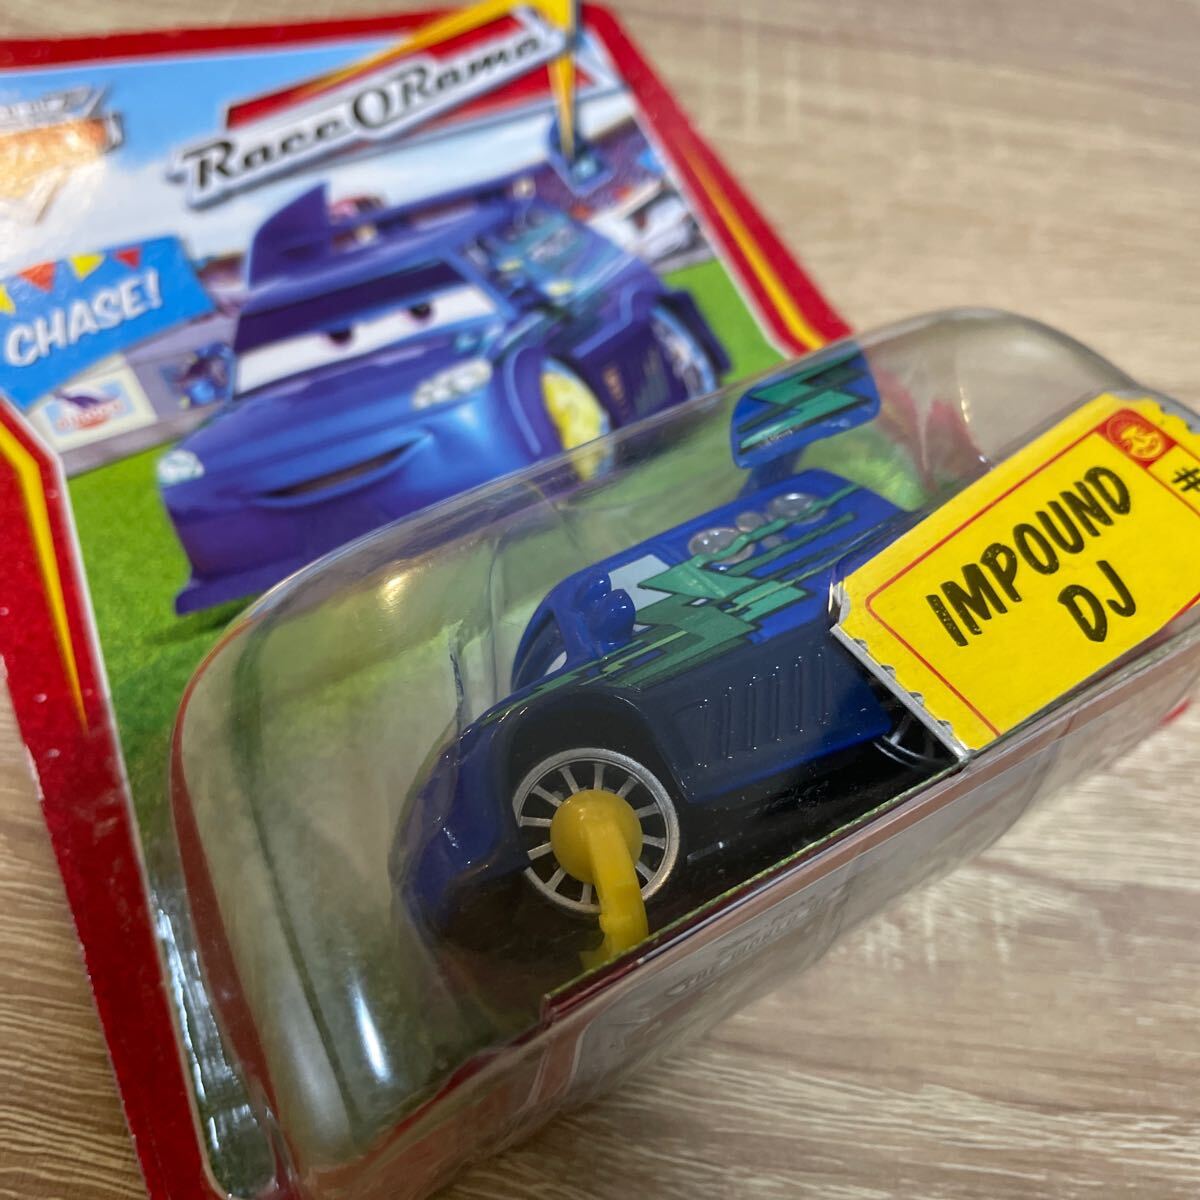 Race O Rama
CHASE!
IMPOUND
DJ
#